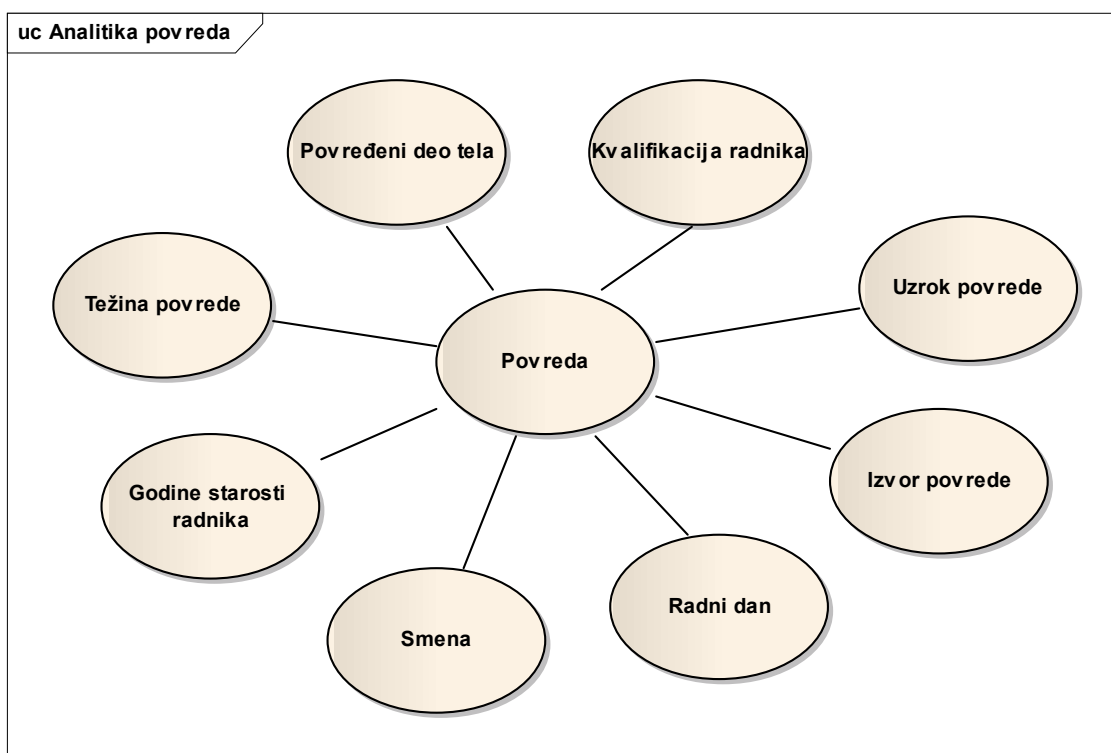 uc Analitika povreda
Povređeni deo tela
Kvalifikacija radnika
Težina povrede
Uzrok povrede
Povreda
Godine starosti
radnika
Izvor povrede
Smena
Radni dan